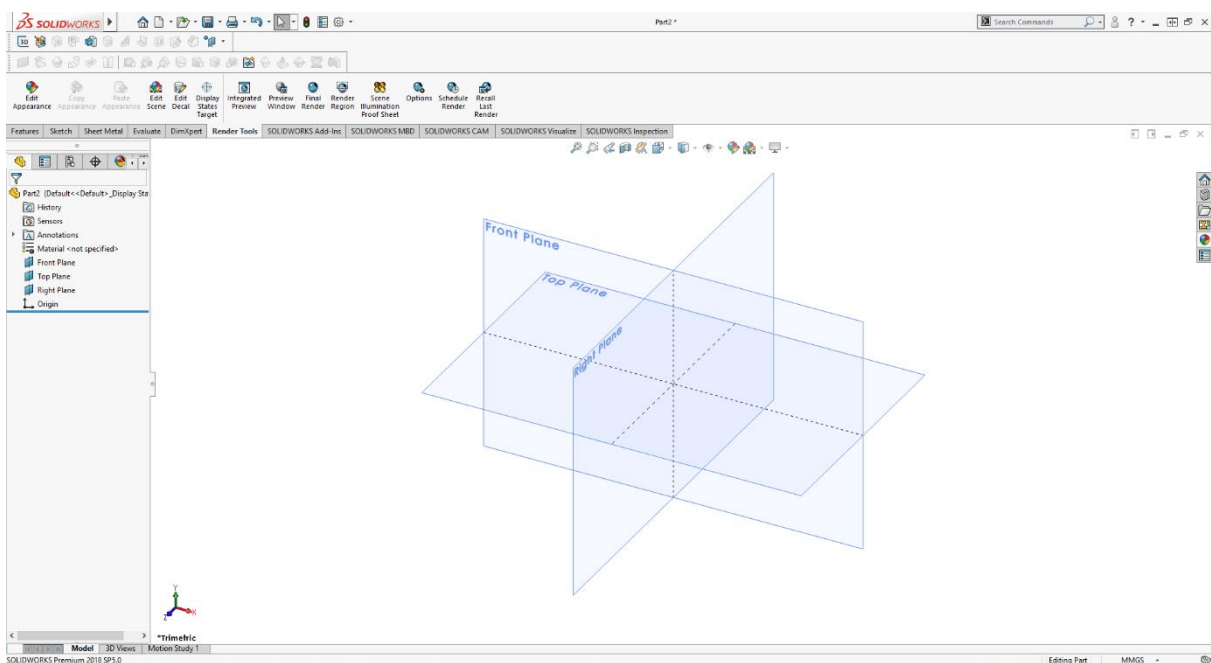 SOLIDWORKS
Part2 *
Search Commands
Edit Appearance
Copy Appearance
Paste Appearance
Edit Scene
Edit Decal
Display States Target
Integrated Preview
Preview Window
Final Render
Render Region
Scene Illumination Proof Sheet
Options
Schedule Render
Recall Last Render
Features Sketch Sheet Metal Evaluate DimXpert Render Tools SOLIDWORKS Add-Ins SOLIDWORKS MBD SOLIDWORKS CAM SOLIDWORKS Visualize SOLIDWORKS Inspection
Part2 (Default<<Default>_Display Sta
History
Sensors
Annotations
Material <not specified>
Front Plane
Top Plane
Right Plane
Origin
Front Plane
Top Plane
Right Plane
Y
Z
X
*Trimetric
Model 3D Views Motion Study 1
SOLIDWORKS Premium 2018 SP5.0
Editing Part MMGS